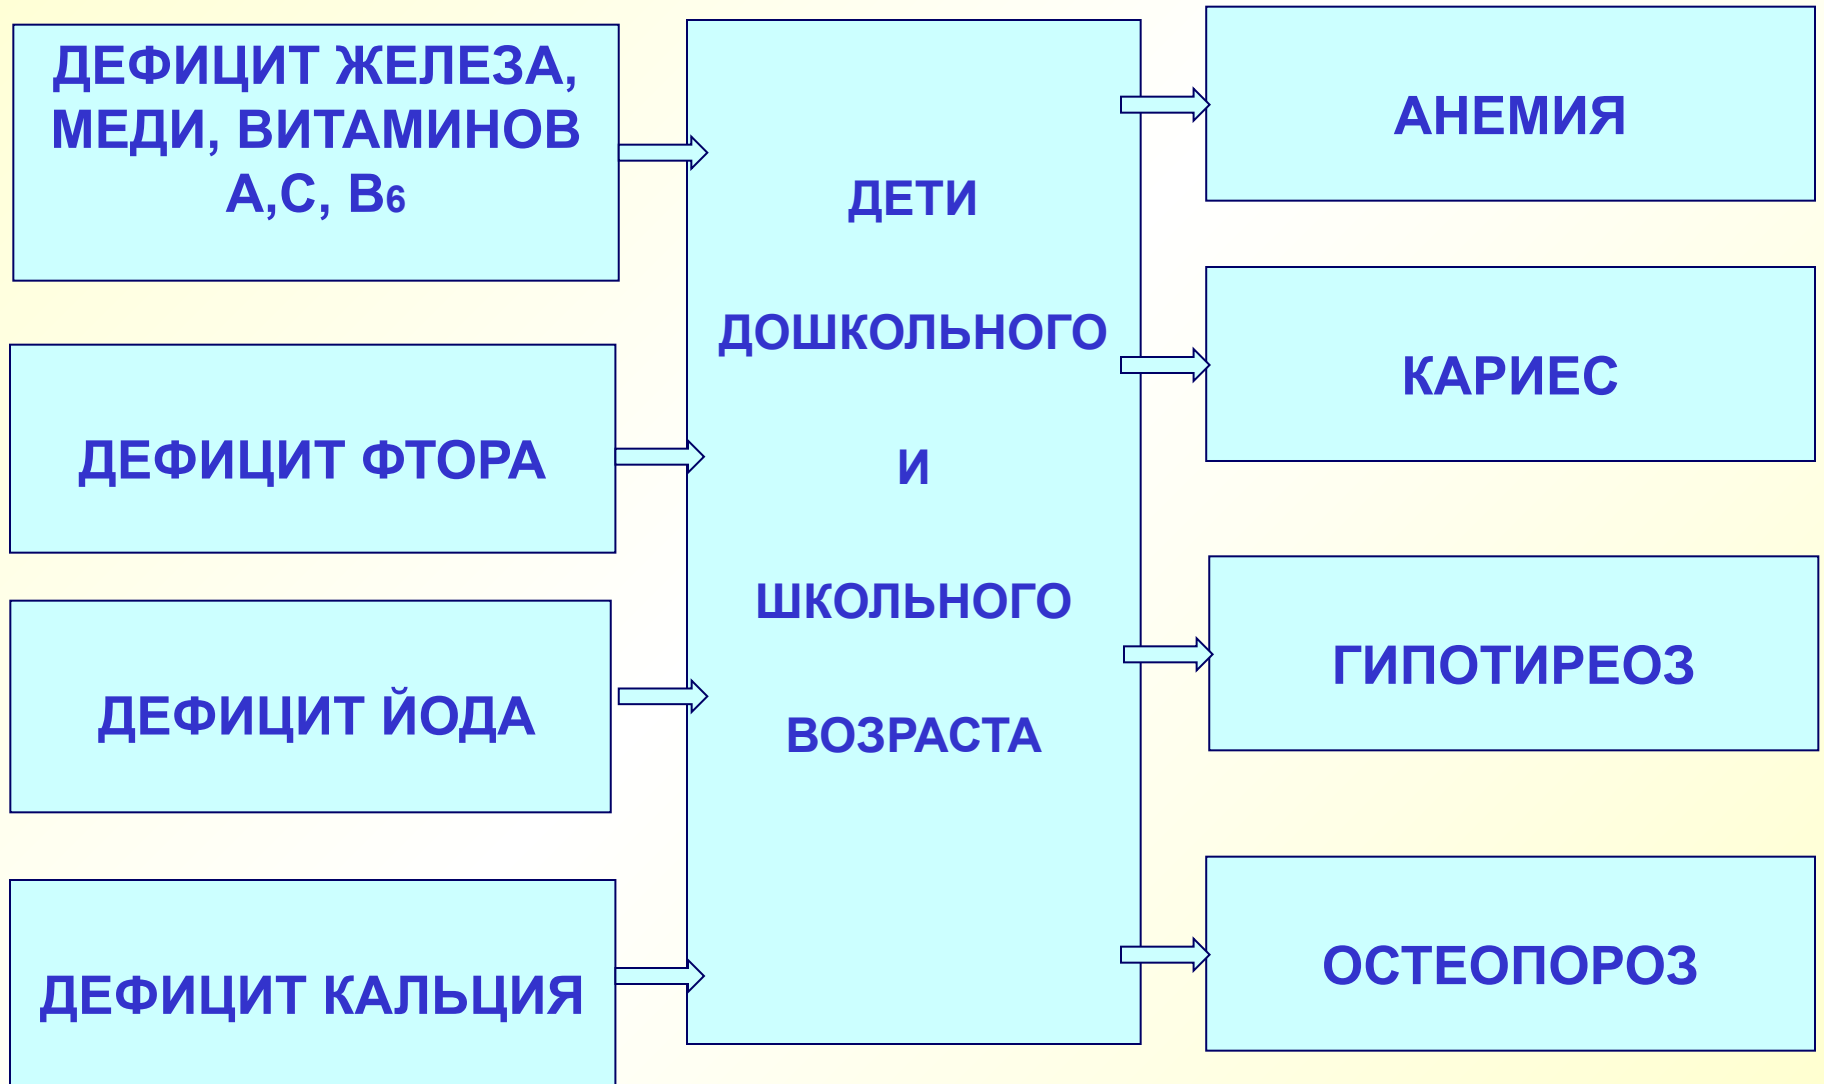 ДЕФИЦИТ ЖЕЛЕЗА,
МЕДИ, ВИТАМИНОВ
А,С, В6
ДЕФИЦИТ ФТОРА
ДЕФИЦИТ ЙОДА
ДЕФИЦИТ КАЛЬЦИЯ
ДЕТИ
ДОШКОЛЬНОГО
И
ШКОЛЬНОГО
ВОЗРАСТА
АНЕМИЯ
КАРИЕС
ГИПОТИРЕОЗ
ОСТЕОПОРОЗ